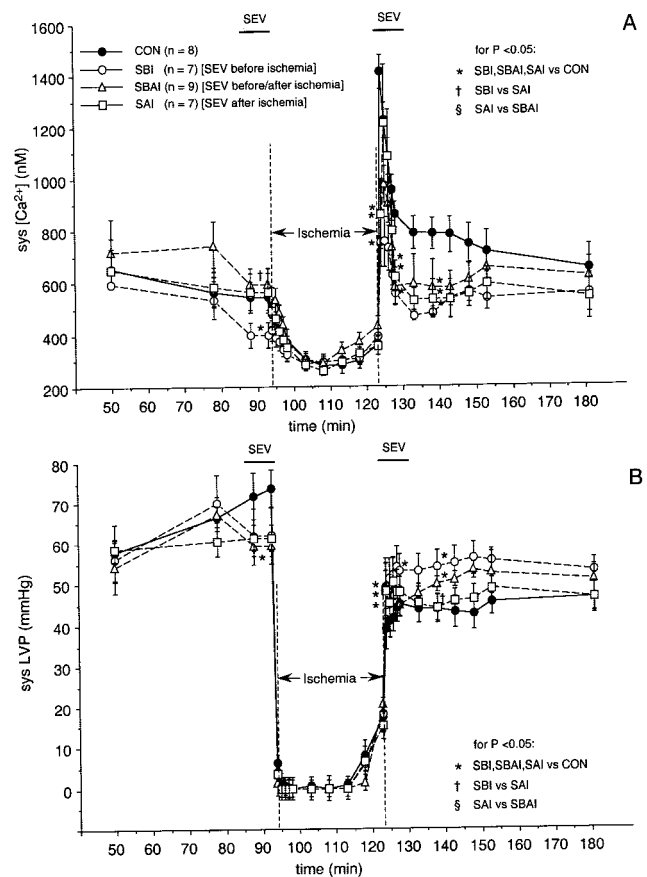 SEV
SEV
A
1600
1400
1200
1000
800
600
400
200
sys [Ca2+] (nM)
CON (n = 8)
SBI (n = 7) [SEV before ischemia]
SBAI (n = 9) [SEV before/after ischemia]
SAI (n = 7) [SEV after ischemia]
for P <0.05:
* SBI,SBAI,SAI vs CON
† SBI vs SAI
§ SAI vs SBAI
†
*
*
*
*
*
*
*
*
*
Ischemia
50 60 70 80 90 100 110 120 130 140 150 160 170 180
time (min)
SEV
SEV
B
80
70
60
50
40
30
20
10
0
sys LVP (mmHg)
*
*
*
*
*
*
*
†
Ischemia
for P <0.05:
* SBI,SBAI,SAI vs CON
† SBI vs SAI
§ SAI vs SBAI
50 60 70 80 90 100 110 120 130 140 150 160 170 180
time (min)